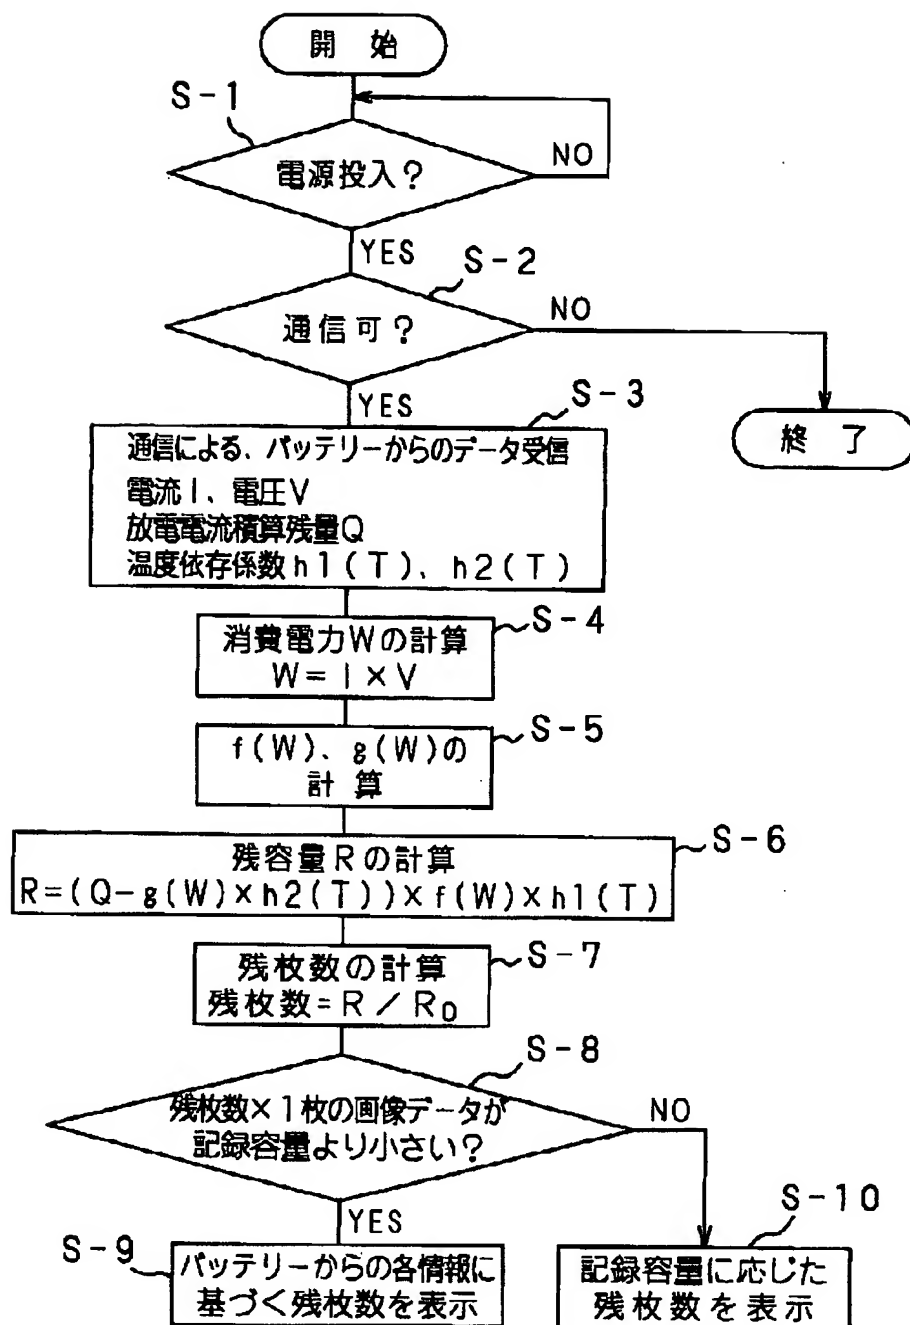 開始
S-1
電源投入?
NO
YES
S-2
通信可?
NO
YES
終了
S-3
通信による、バッテリーからのデータ受信
電流I、電圧V
放電電流積算残量Q
温度依存係数h1(T)、h2(T)
S-4
消費電力Wの計算
W=I×V
S-5
f(W)、g(W)の
計算
S-6
残容量Rの計算
R=(Q-g(W)×h2(T))×f(W)×h1(T)
S-7
残枚数の計算
残枚数=R/R0
S-8
残枚数×1枚の画像データが
記録容量より小さい?
NO
YES
S-9
バッテリーからの各情報に
基づく残枚数を表示
S-10
記録容量に応じた
残枚数を表示